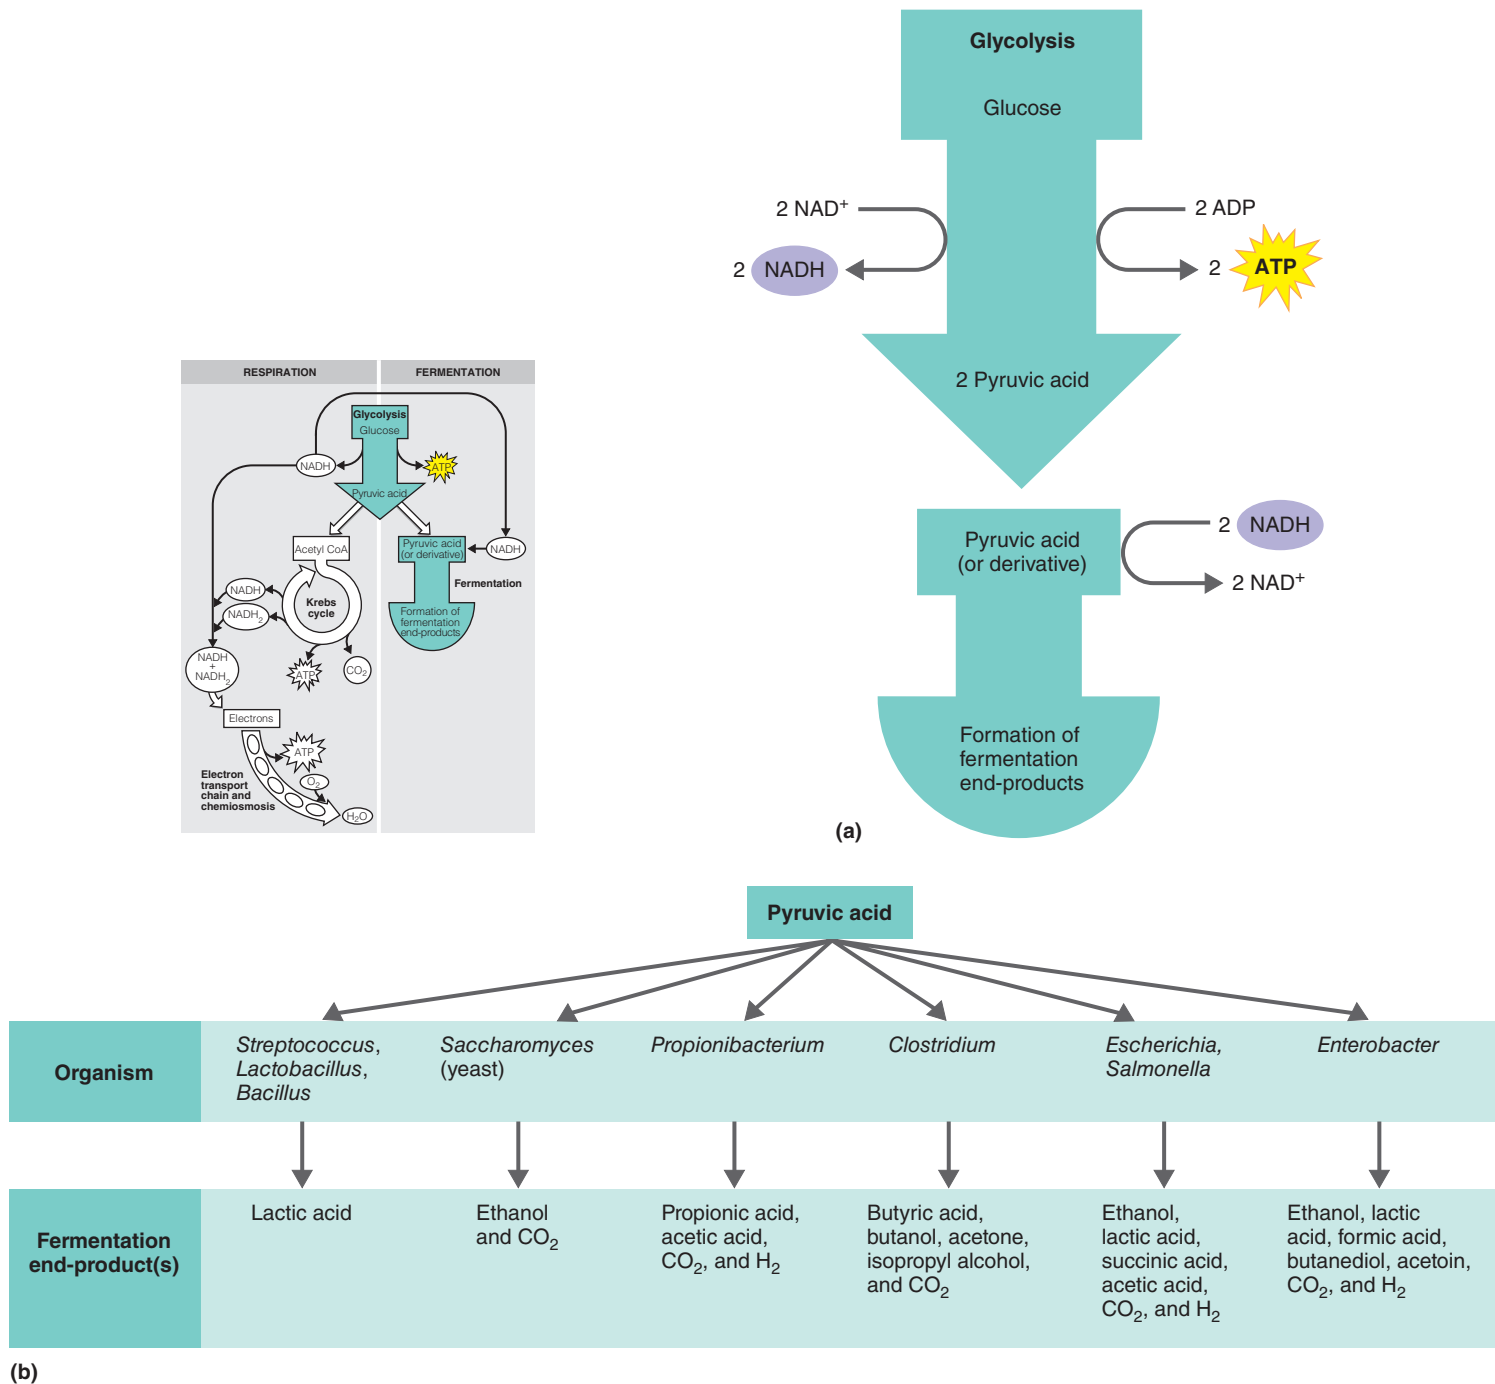 Glycolysis
Glucose
2 NAD⁺
2 NADH
2 ADP
2 ATP
2 Pyruvic acid
Pyruvic acid
(or derivative)
2 NADH
2 NAD⁺
Formation of
fermentation
end-products
(a)
RESPIRATION
FERMENTATION
Glycolysis
Glucose
NADH
ATP
Pyruvic acid
Acetyl CoA
Pyruvic acid
(or derivative)
NADH
Fermentation
NADH
NADH₂
Krebs
cycle
Formation of
fermentation
end-products
NADH
+
NADH₂
ATP
CO₂
Electrons
ATP
Electron
transport
chain and
chemiosmosis
O₂
H₂O
Pyruvic acid
Organism
Streptococcus,
Lactobacillus,
Bacillus
Saccharomyces
(yeast)
Propionibacterium
Clostridium
Escherichia,
Salmonella
Enterobacter
Fermentation
end-product(s)
Lactic acid
Ethanol
and CO₂
Propionic acid,
acetic acid,
CO₂, and H₂
Butyric acid,
butanol, acetone,
isopropyl alcohol,
and CO₂
Ethanol,
lactic acid,
succinic acid,
acetic acid,
CO₂, and H₂
Ethanol, lactic
acid, formic acid,
butanediol, acetoin,
CO₂, and H₂
(b)